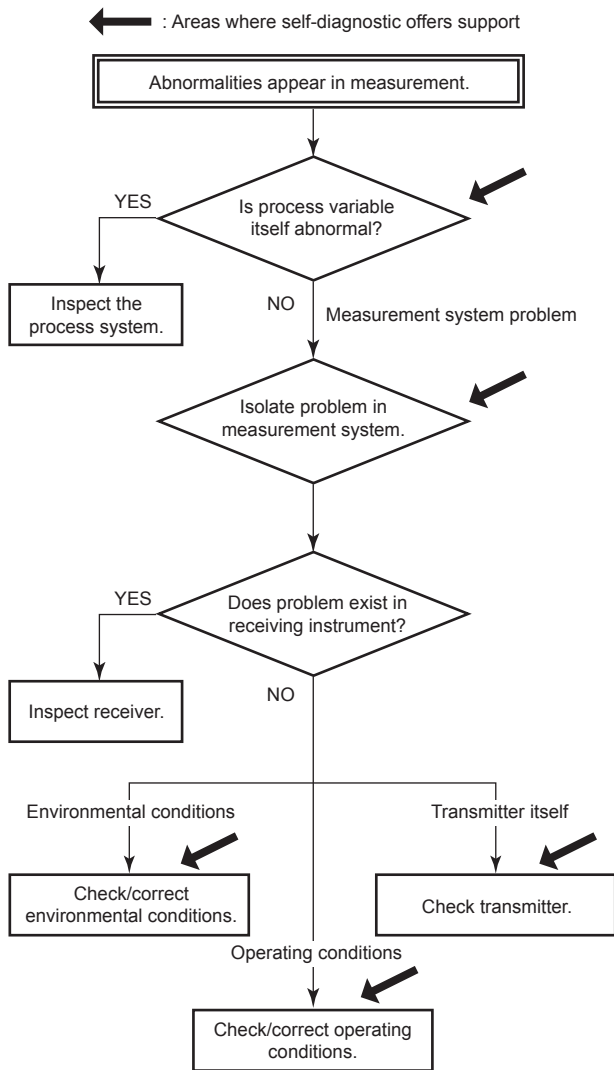 : Areas where self-diagnostic offers support
Abnormalities appear in measurement.
Is process variable
itself abnormal?
YES
Inspect the
process system.
NO
Measurement system problem
Isolate problem in
measurement system.
YES
Does problem exist in
receiving instrument?
Inspect receiver.
NO
Environmental conditions
Transmitter itself
Check/correct
environmental conditions.
Check transmitter.
Operating conditions
Check/correct operating
conditions.